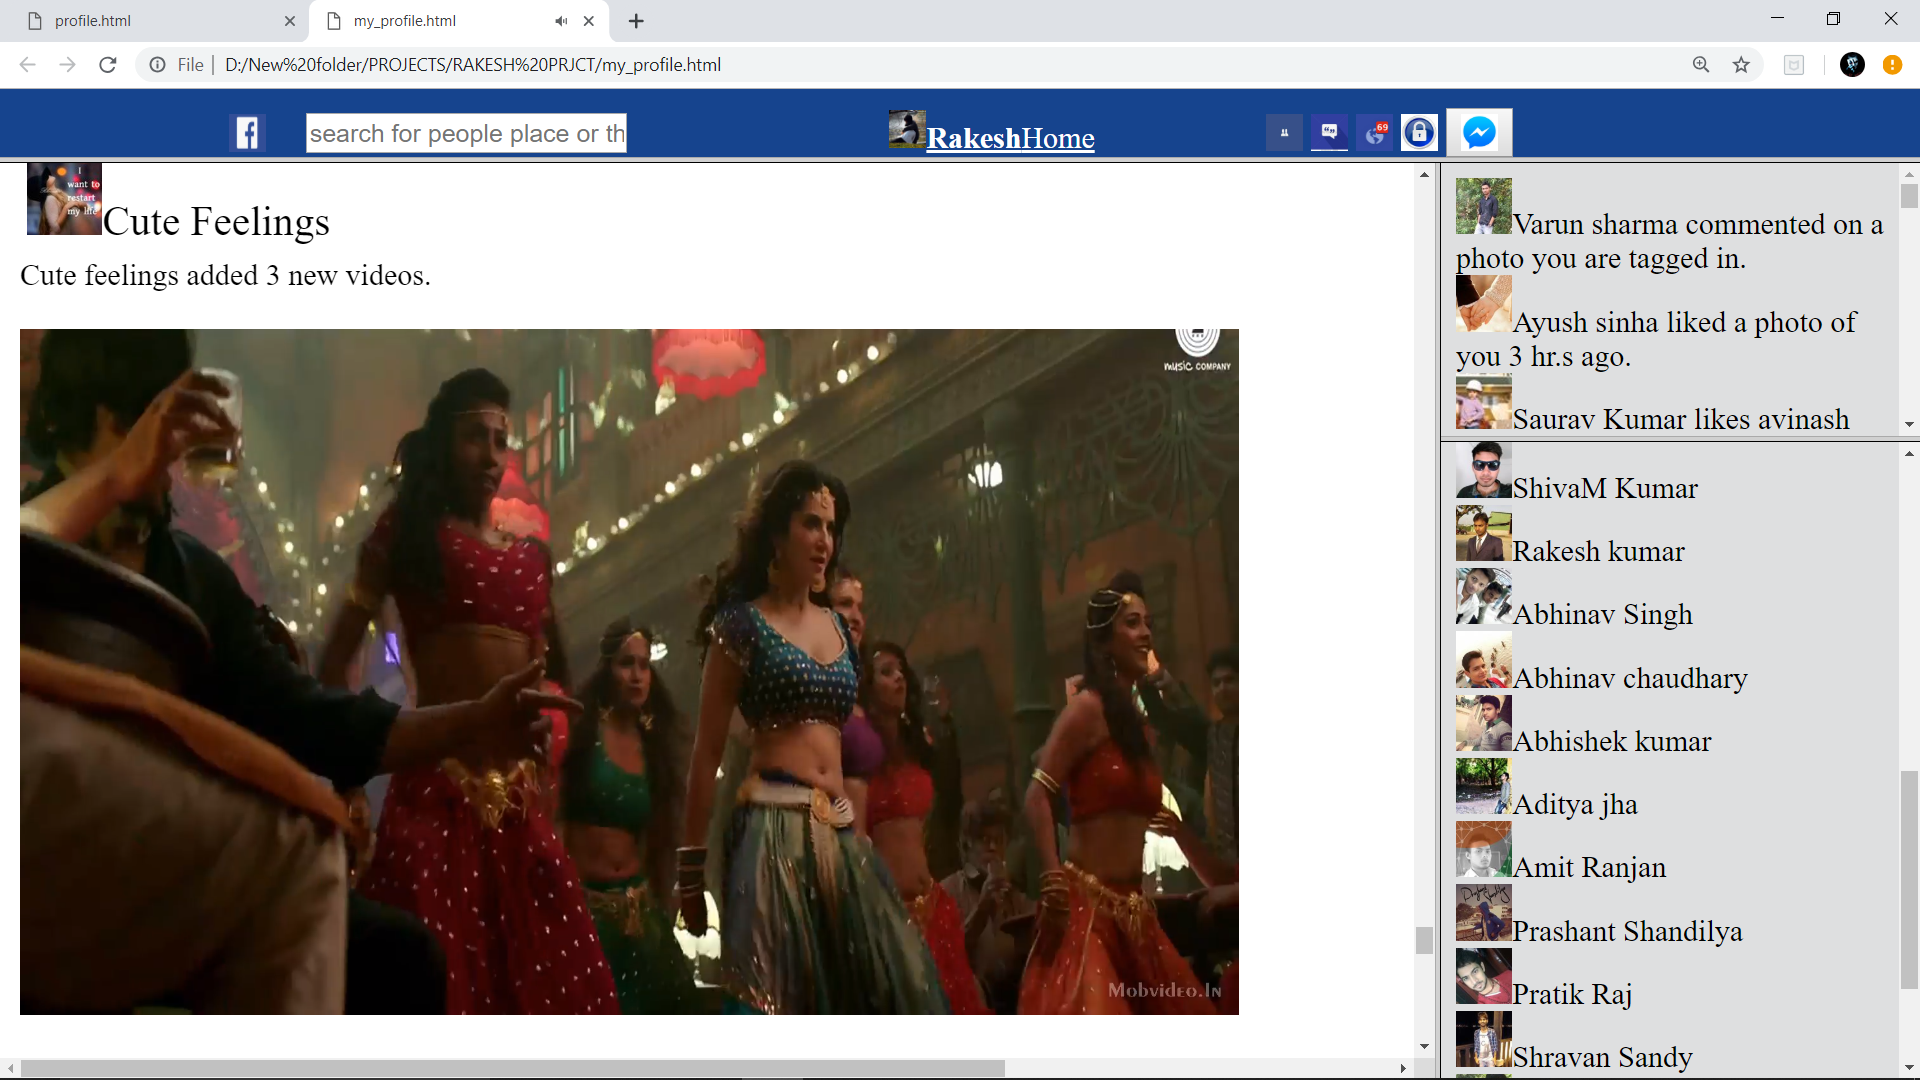 profile.html
my_profile.html
File
D:/New%20folder/PROJECTS/RAKESH%20PRJCT/my_profile.html
search for people place or th
RakeshHome
69
I
want to
restart
my life
Cute Feelings
Cute feelings added 3 new videos.
music COMPANY
Mobvideo.In
Varun sharma commented on a
photo you are tagged in.
Ayush sinha liked a photo of
you 3 hr.s ago.
Saurav Kumar likes avinash
ShivaM Kumar
Rakesh kumar
Abhinav Singh
Abhinav chaudhary
Abhishek kumar
Aditya jha
Amit Ranjan
Prashant Shandilya
Pratik Raj
Shravan Sandy